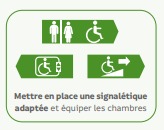 Mettre en place une signalétique
adaptée et équiper les chambres